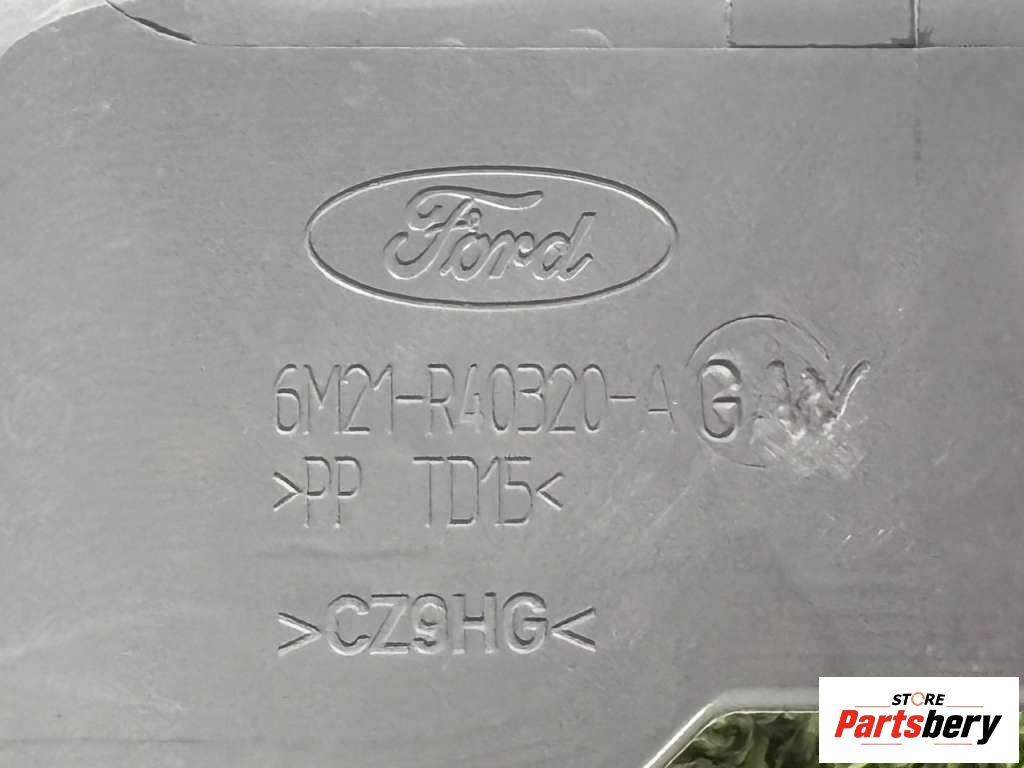 Ford
6M21-R40320-A G
>PP TD15<
>CZ9HG<
STORE
Partsbery